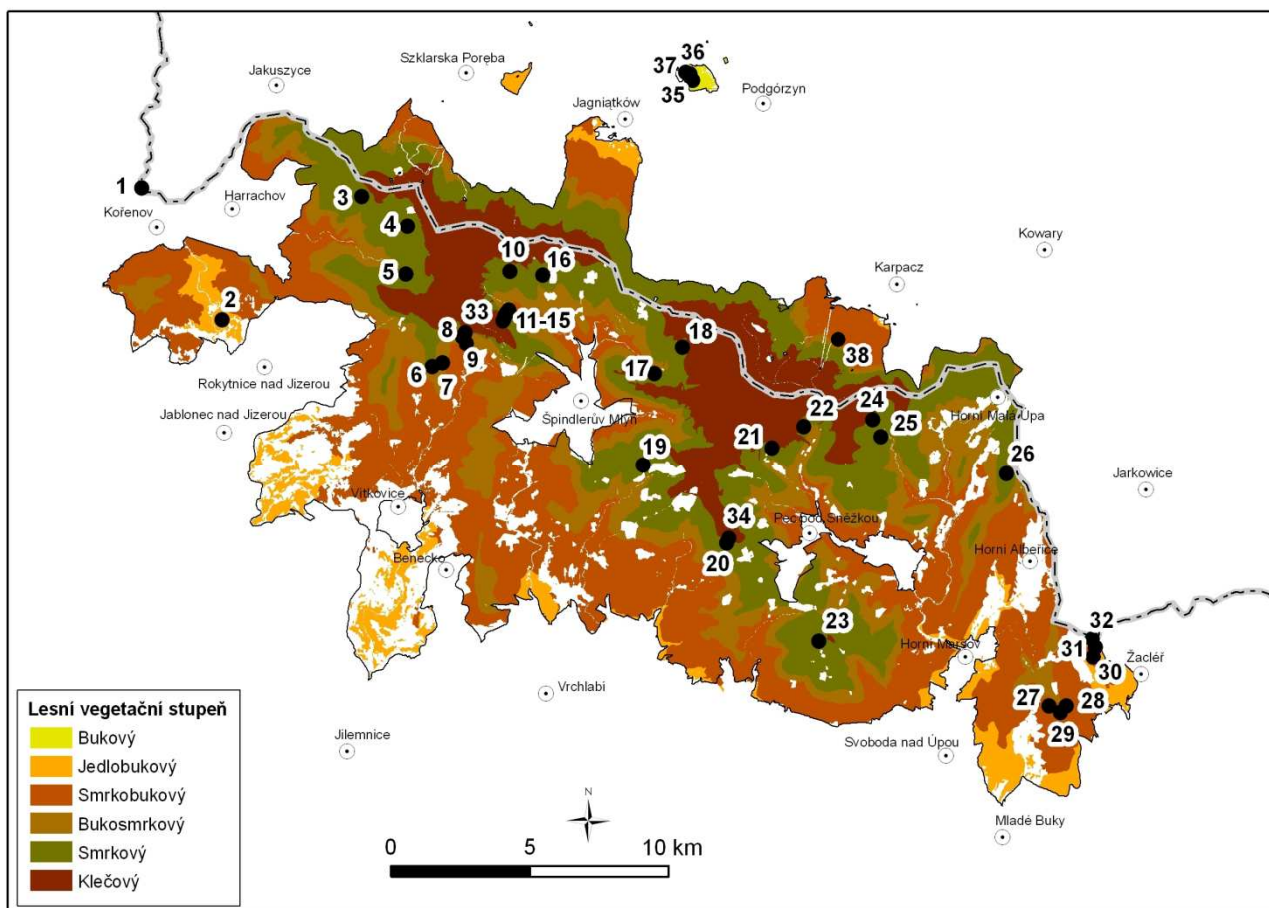 Szklarska Poręba
36
37
Jakuszyce
35
Podgórzyn
Jagniątków
1
3
Harrachov
Kořenov
4
Kowary
10
16
5
Karpacz
2
33
8
11-15
18
38
9
6
7
17
Rokytnice nad Jizerou
Jablonec nad Jizerou
Špindlerův Mlýn
22
24
Horní Malá Úpa
25
21
19
26
Jarkowice
Vítkovice
34
Pec pod Sněžkou
20
Benecko
Horní Albeřice
23
32
31
30
Horní Maršov
Žacléř
Vrchlabí
27
28
29
Jilemnice
Svoboda nad Úpou
Mladé Buky
N
0
5
10 km
Lesní vegetační stupeň
Bukový
Jedlobukový
Smrkobukový
Bukosmrkový
Smrkový
Klečový